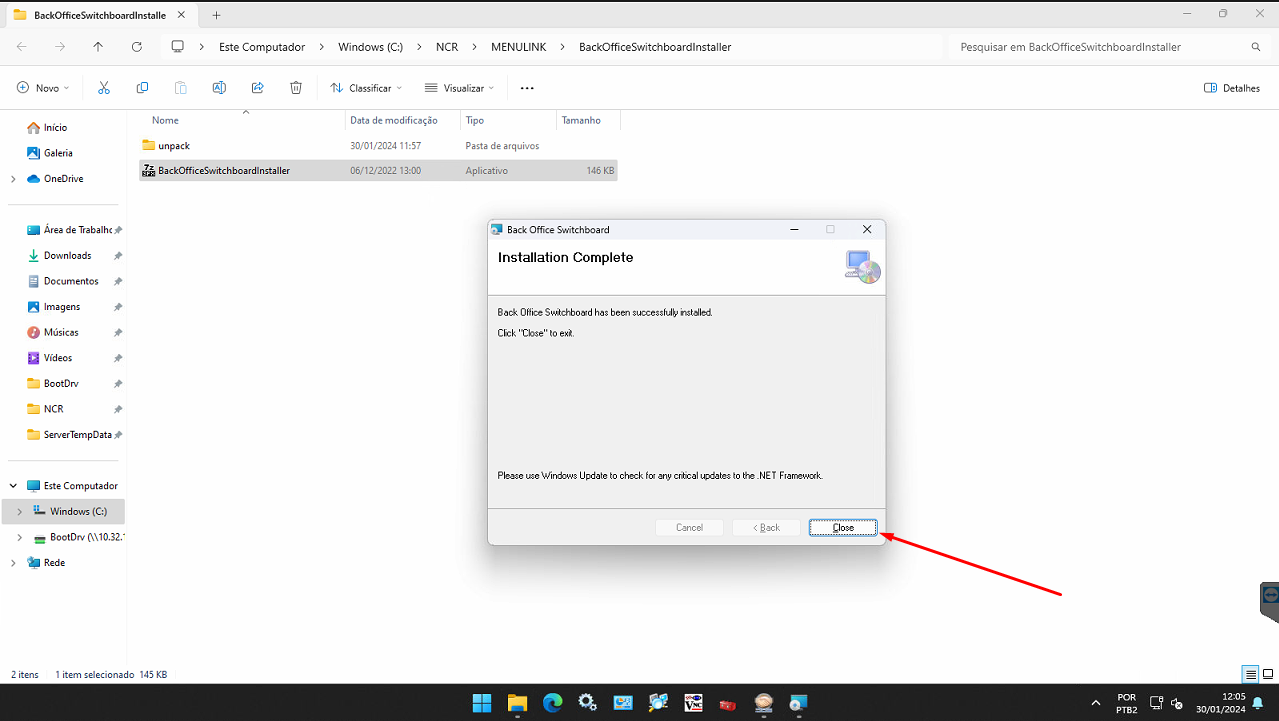 BackOfficeSwitchboardInstalle
Este Computador > Windows (C:) > NCR > MENULINK > BackOfficeSwitchboardInstaller
Pesquisar em BackOfficeSwitchboardInstaller
Novo
Classificar
Visualizar
Detalhes
Nome
Data de modificação
Tipo
Tamanho
unpack
30/01/2024 11:57
Pasta de arquivos
BackOfficeSwitchboardInstaller
06/12/2022 13:00
Aplicativo
146 KB
Início
Galeria
OneDrive
Área de Trabalho
Downloads
Documentos
Imagens
Músicas
Vídeos
BootDrv
NCR
ServerTempData
Este Computador
Windows (C:)
BootDrv (\\10.32.1
Rede
Back Office Switchboard
Installation Complete
Back Office Switchboard has been successfully installed.
Click "Close" to exit.
Please use Windows Update to check for any critical updates to the .NET Framework.
Cancel
< Back
Close
2 itens
1 item selecionado 145 KB
POR
PTB2
12:05
30/01/2024